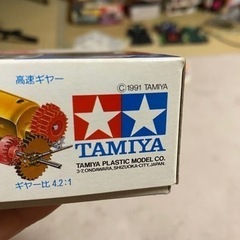 高速ギヤー
©1991 TAMIYA
TAMIYA
TAMIYA PLASTIC MODEL CO.
3-7, ONDAWARA, SHIZUOKA-CITY, JAPAN.
ギヤー比 4.2:1